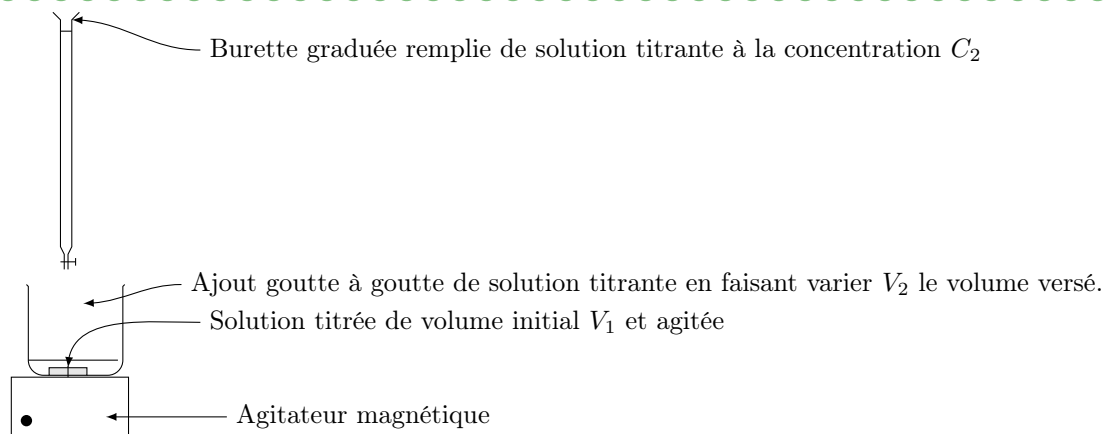 Burette graduée remplie de solution titrante à la concentration C₂
Ajout goutte à goutte de solution titrante en faisant varier V₂ le volume versé.
Solution titrée de volume initial V₁ et agitée
Agitateur magnétique